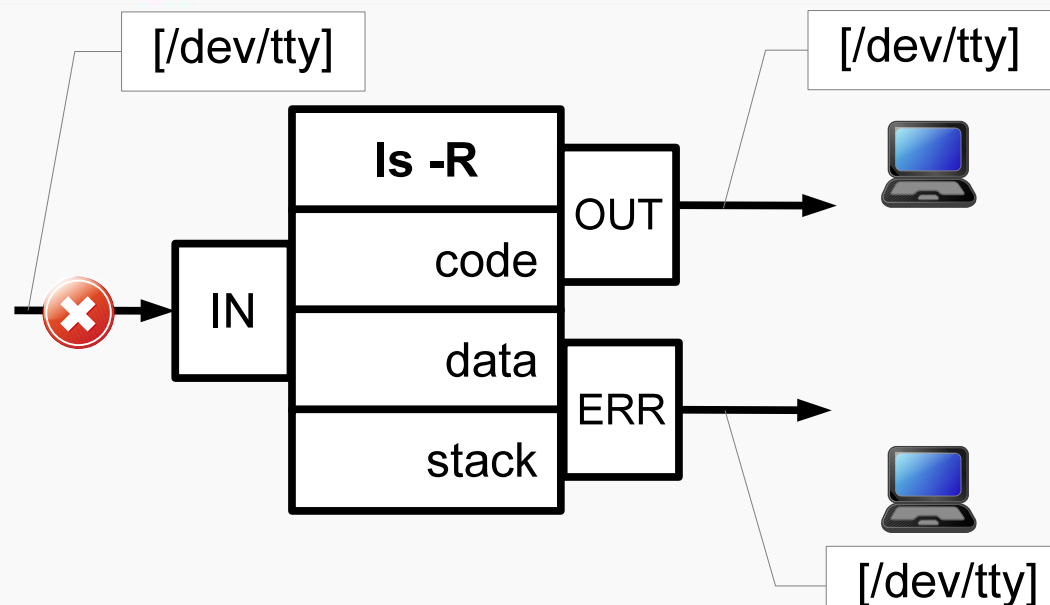 [/dev/tty]
[/dev/tty]
ls -R
OUT
code
IN
data
ERR
stack
[/dev/tty]